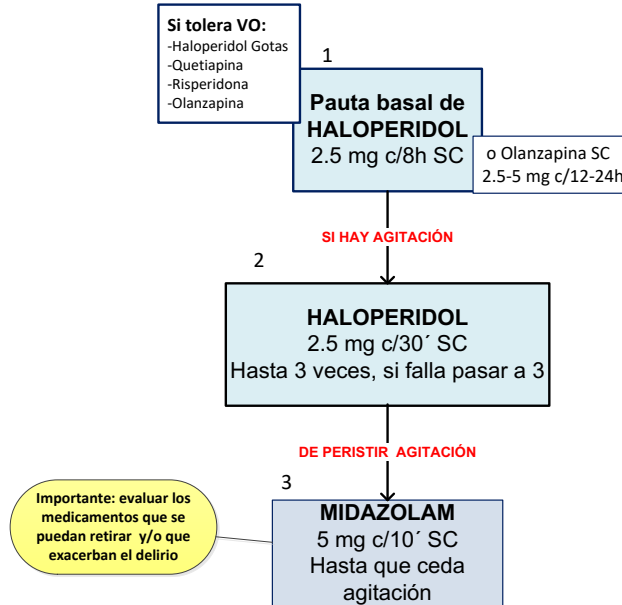 Si tolera VO:
-Haloperidol Gotas
-Quetiapina
-Risperidona
-Olanzapina
1
Pauta basal de
HALOPERIDOL
2.5 mg c/8h SC
o Olanzapina SC
2.5-5 mg c/12-24h
SI HAY AGITACIÓN
2
HALOPERIDOL
2.5 mg c/30´ SC
Hasta 3 veces, si falla pasar a 3
DE PERISTIR AGITACIÓN
3
MIDAZOLAM
5 mg c/10´ SC
Hasta que ceda
agitación
Importante: evaluar los
medicamentos que se
puedan retirar y/o que
exacerban el delirio